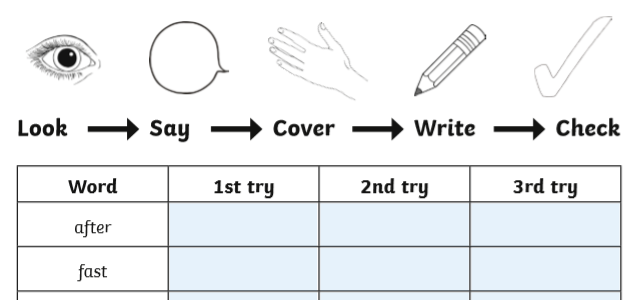 Look Say Cover Write Check
Word 1st try 2nd try 3rd try
after
fast